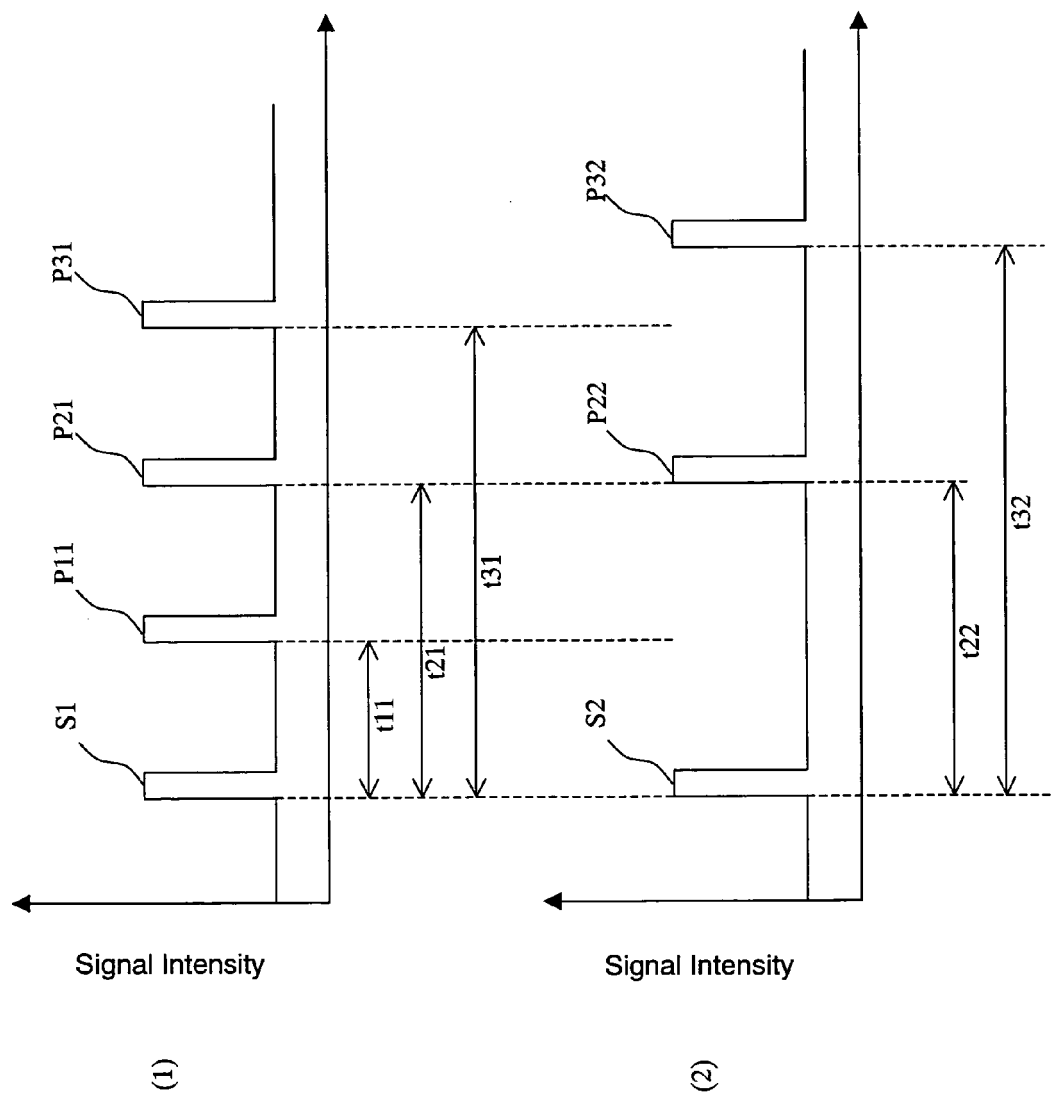 (1)
Signal Intensity
S1
P11
P21
P31
t11
t21
t31
(2)
Signal Intensity
S2
P22
P32
t22
t32